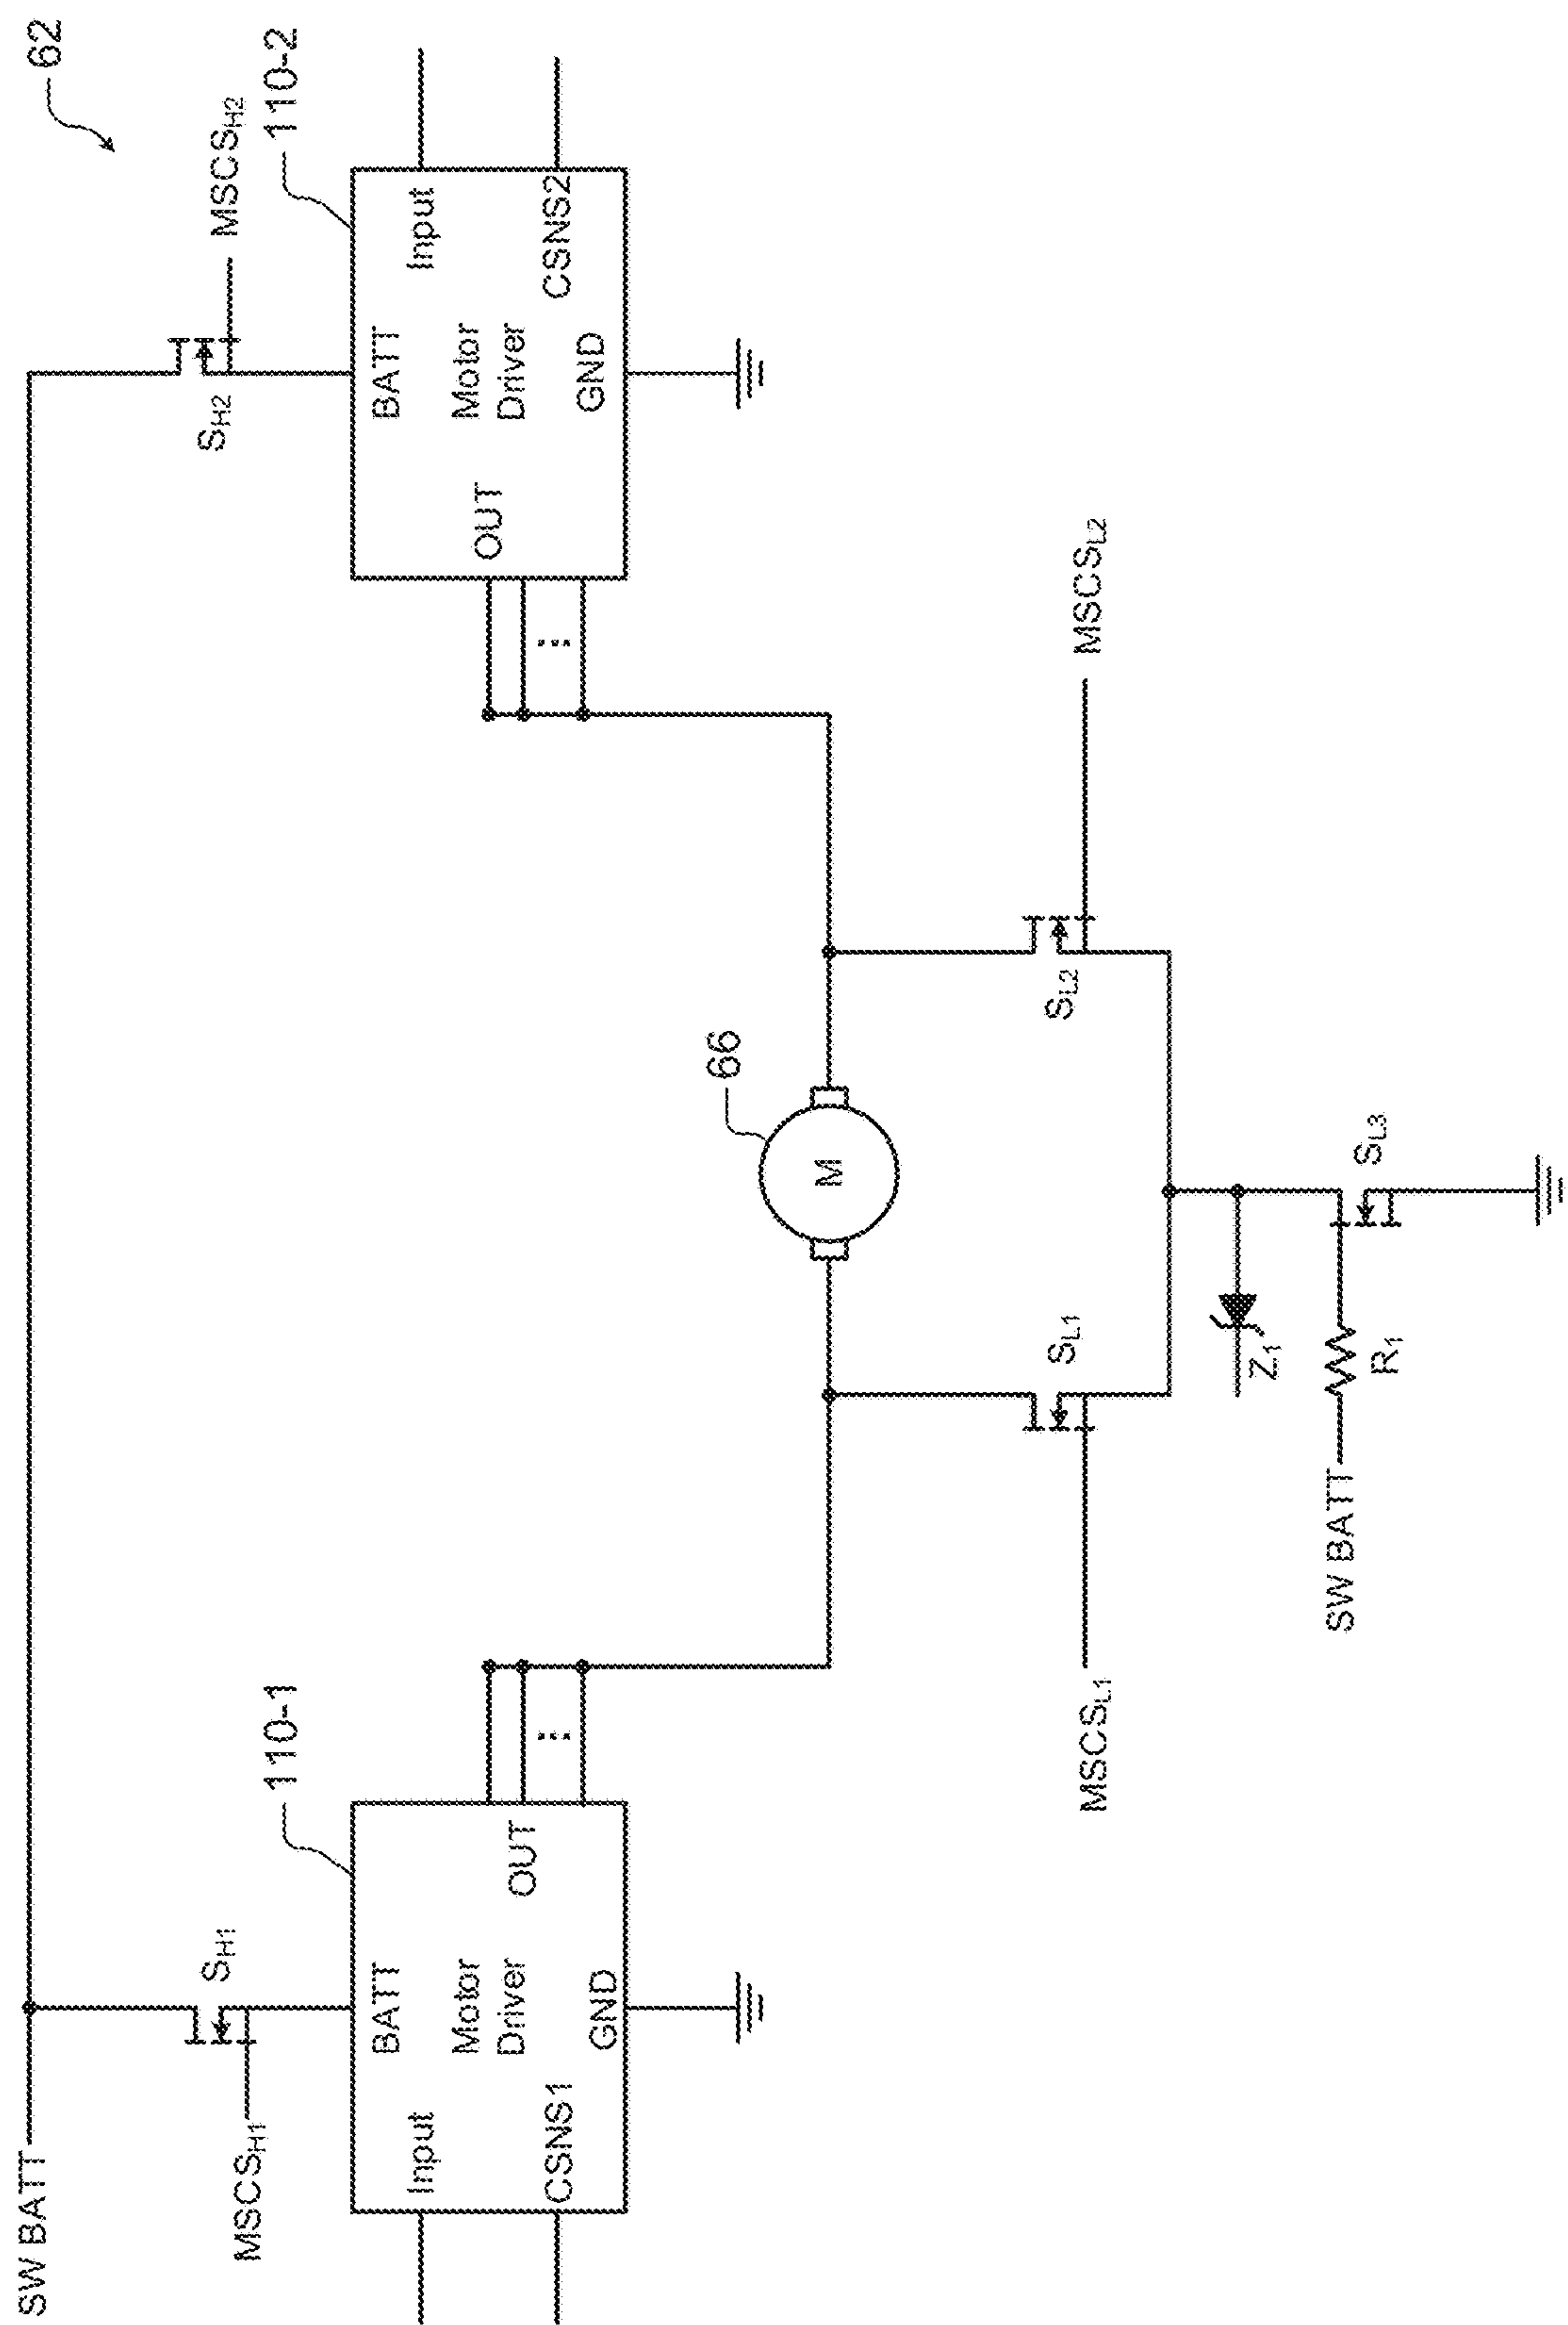 62
SW BATT
MSCSH1
SH1
SH2
MSCSH2
110-1
110-2
BATT
Input
Motor
Driver
OUT
CSNS1
GND
BATT
Input
OUT
Motor
Driver
CSNS2
GND
66
M
SL1
SL2
MSCSL1
MSCSL2
Z1
SW BATT
R1
SL3